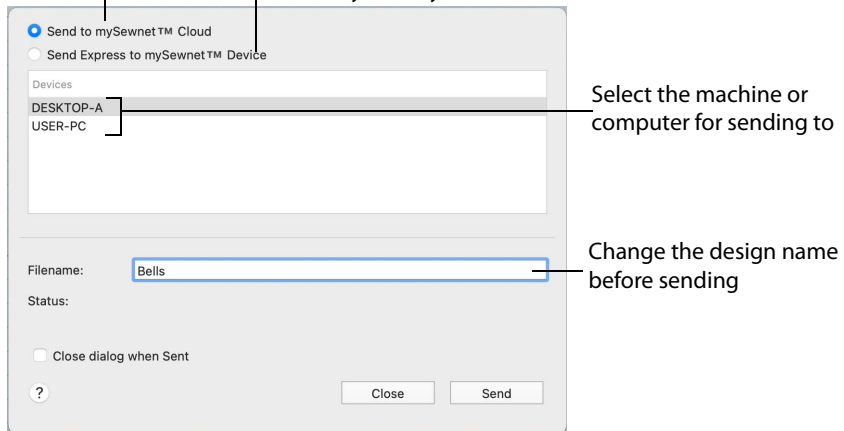 Send to mySewnet™ Cloud
Send Express to mySewnet™ Device
Devices
DESKTOP-A
USER-PC
Select the machine or
computer for sending to
Filename:
Bells
Change the design name
before sending
Status:
Close dialog when Sent
?
Close
Send